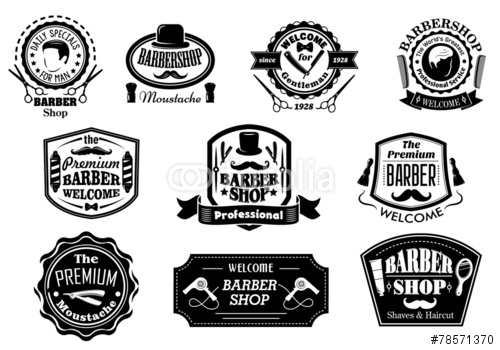 DAILY SPECIALS
FOR MAN
BARBER
Shop
BARBERSHOP
Moustache
WELCOME
since for 1928
Gentleman
1928
BARBERSHOP
The World's Greatest
Professional Service
WELCOME
the
Premium
BARBER
WELCOME
BARBER
SHOP
Professional
The
Premium
BARBER
WELCOME
The
PREMIUM
Moustache
WELCOME
BARBER
SHOP
BARBER
SHOP
Shaves & Haircut
fotolia
#78571370